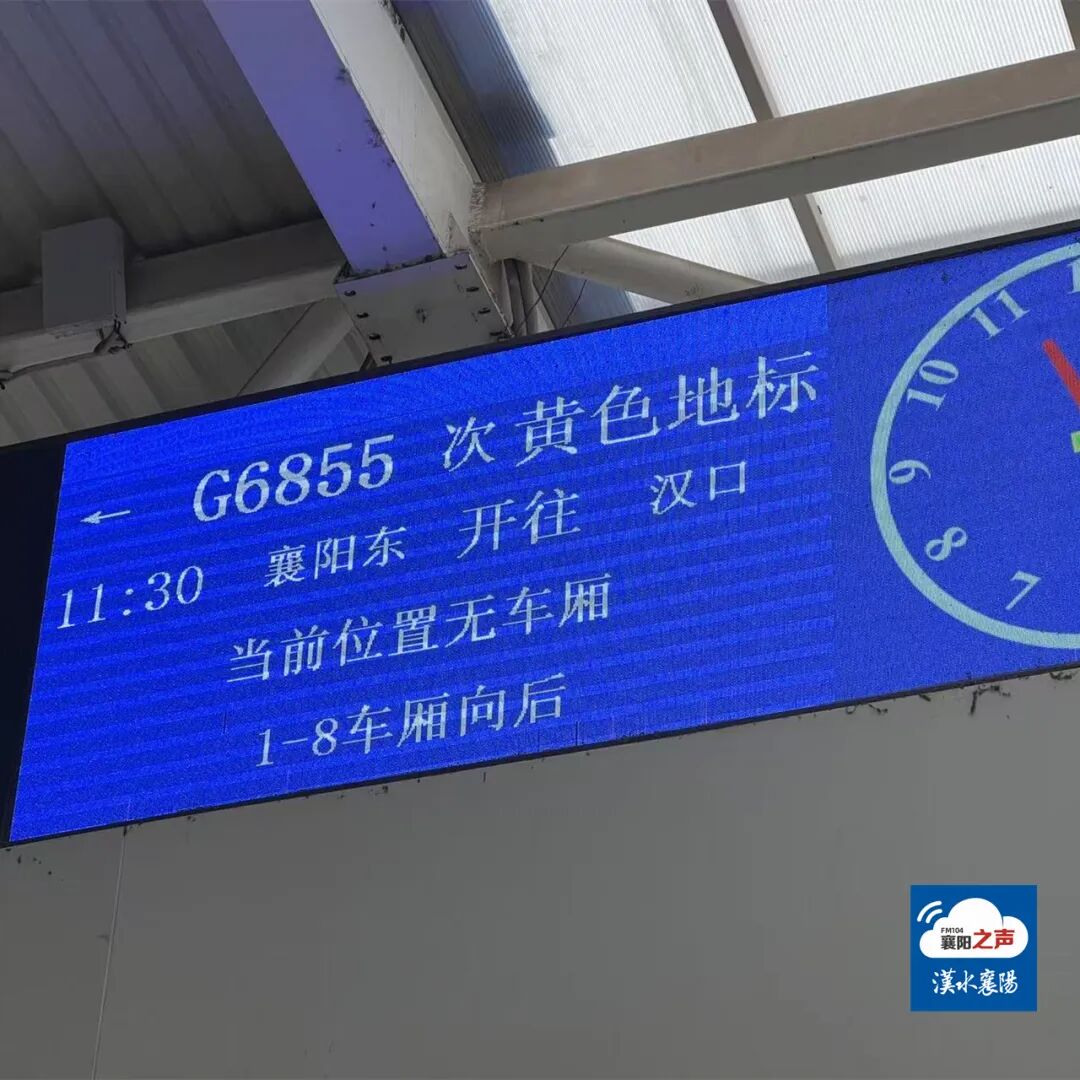 ← G6855 次黄色地标
11:30 襄阳东 开往 汉口
当前位置无车厢
1-8车厢向后
11
10
9
8
7
FM104
襄阳之声
漢水襄陽